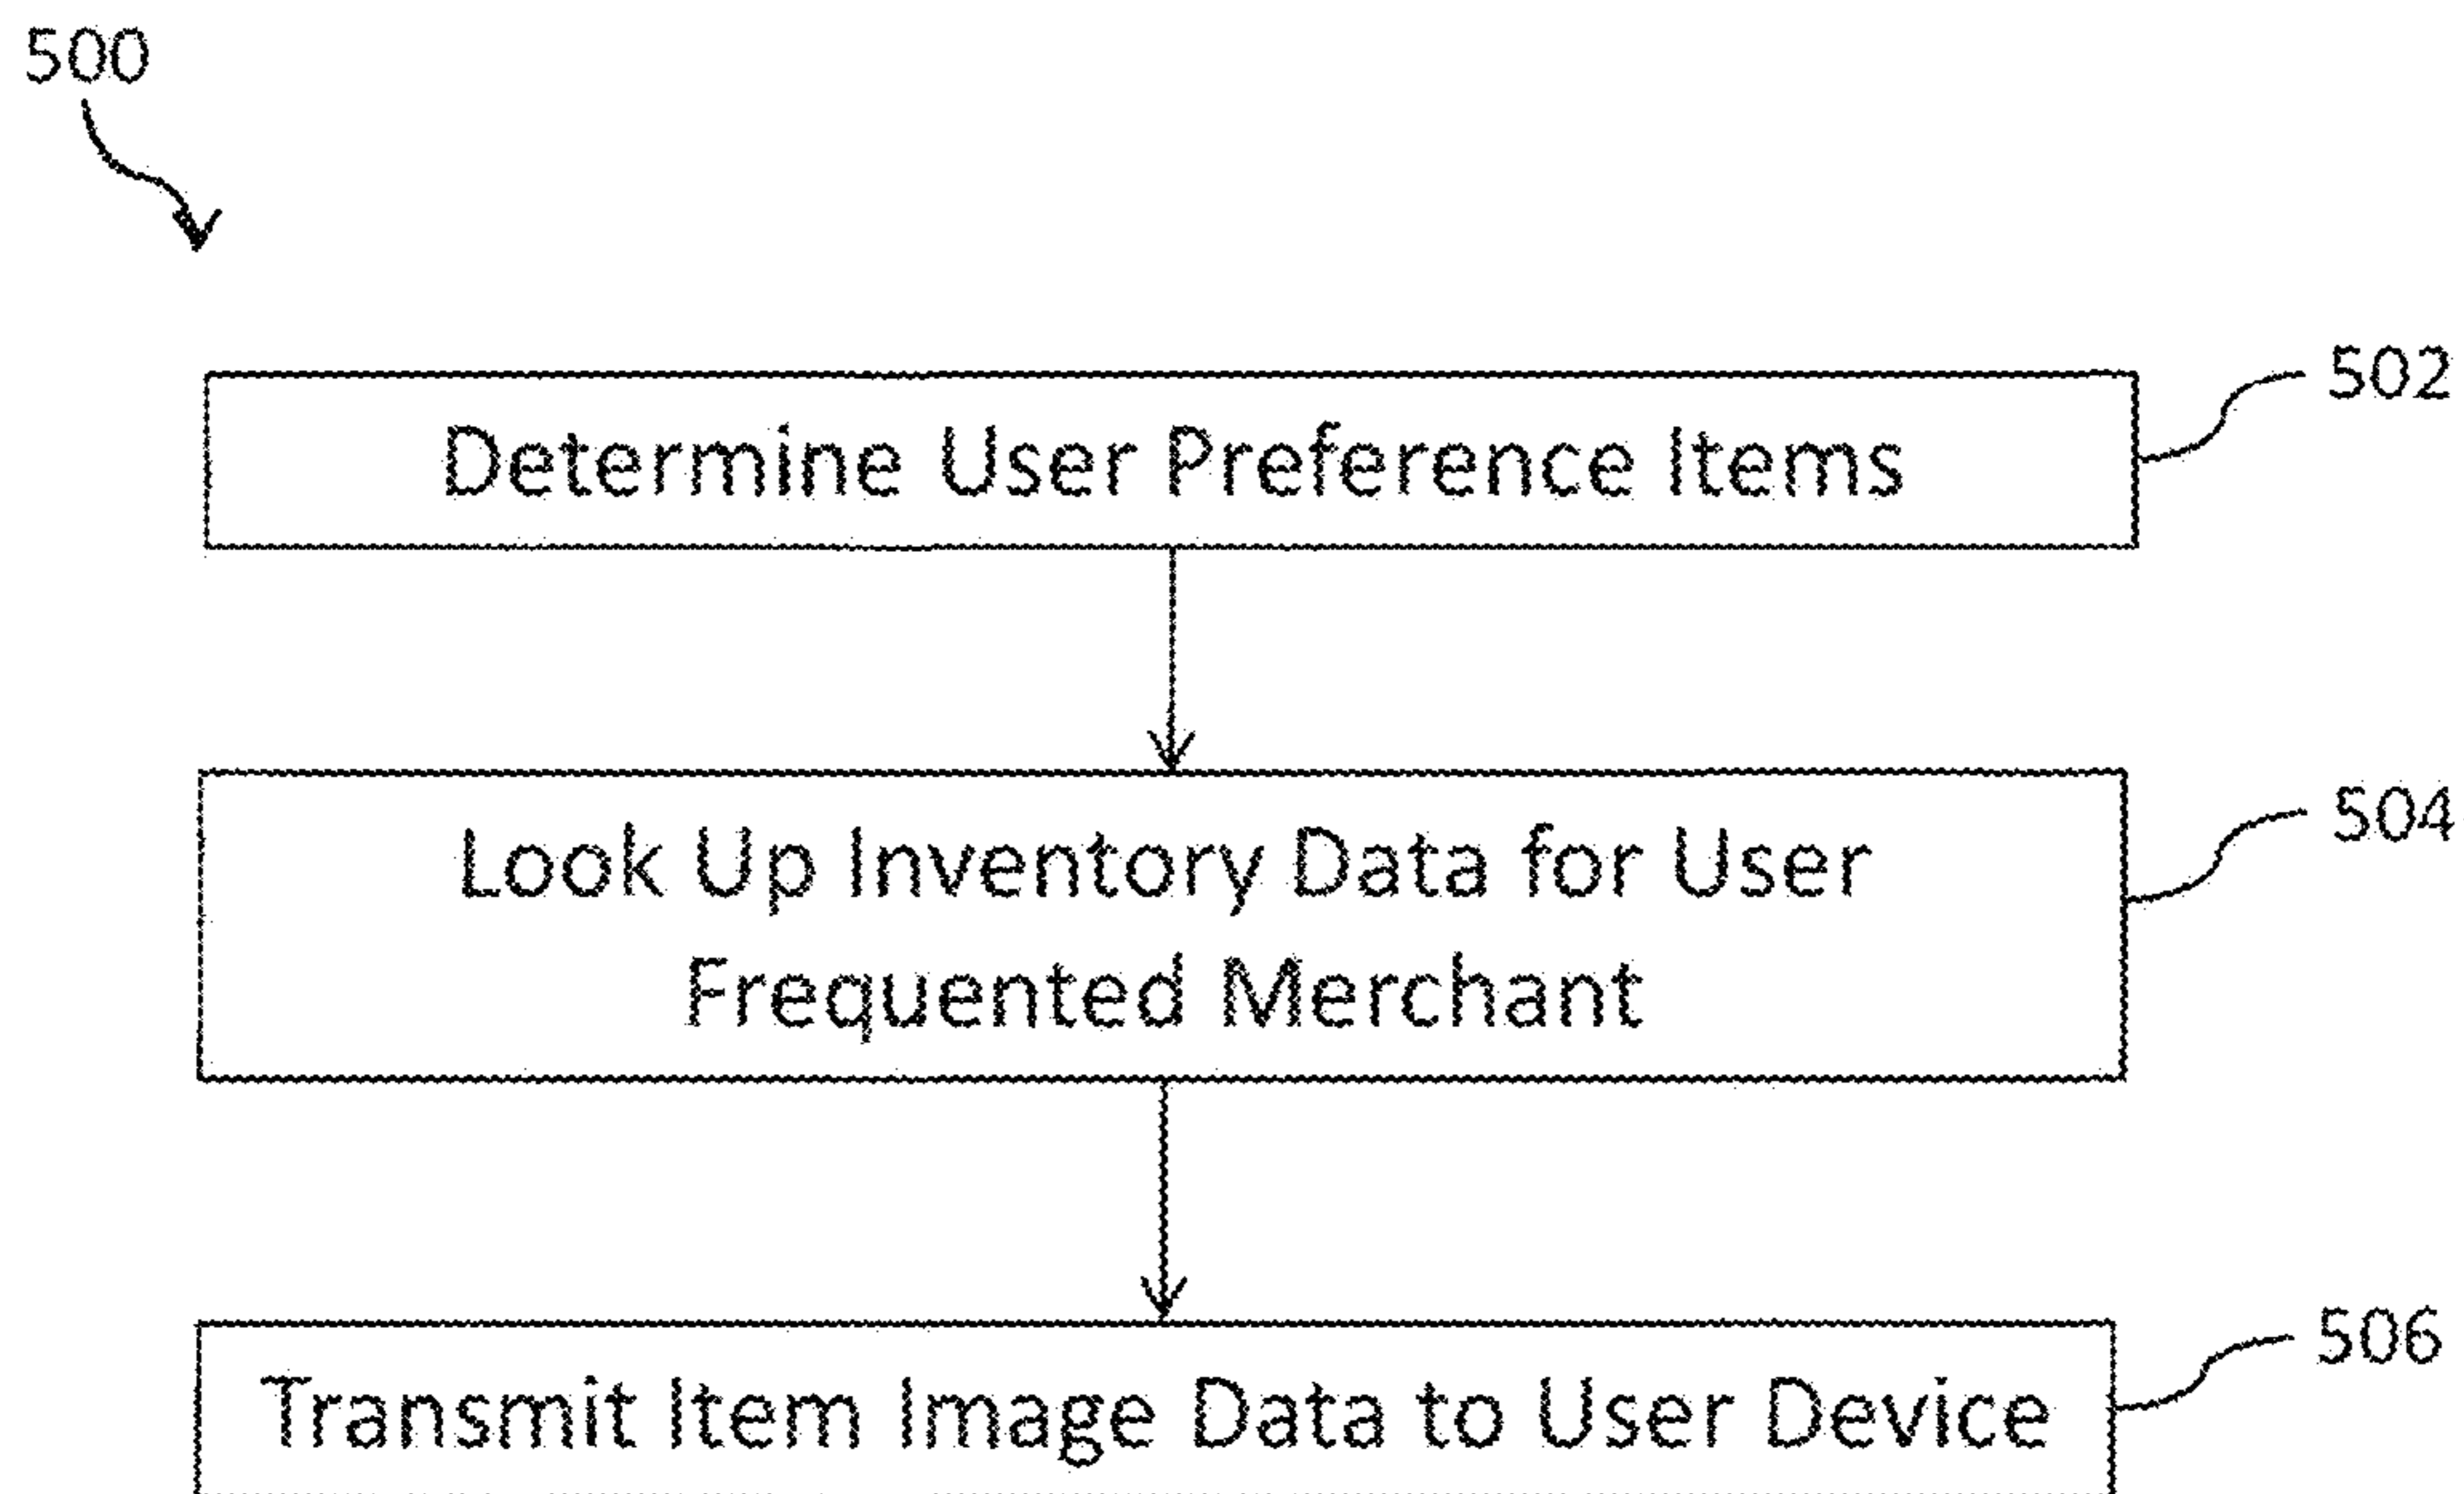 500
502
Determine User Preference Items
504
Look Up Inventory Data for User
Frequented Merchant
506
Transmit Item Image Data to User Device